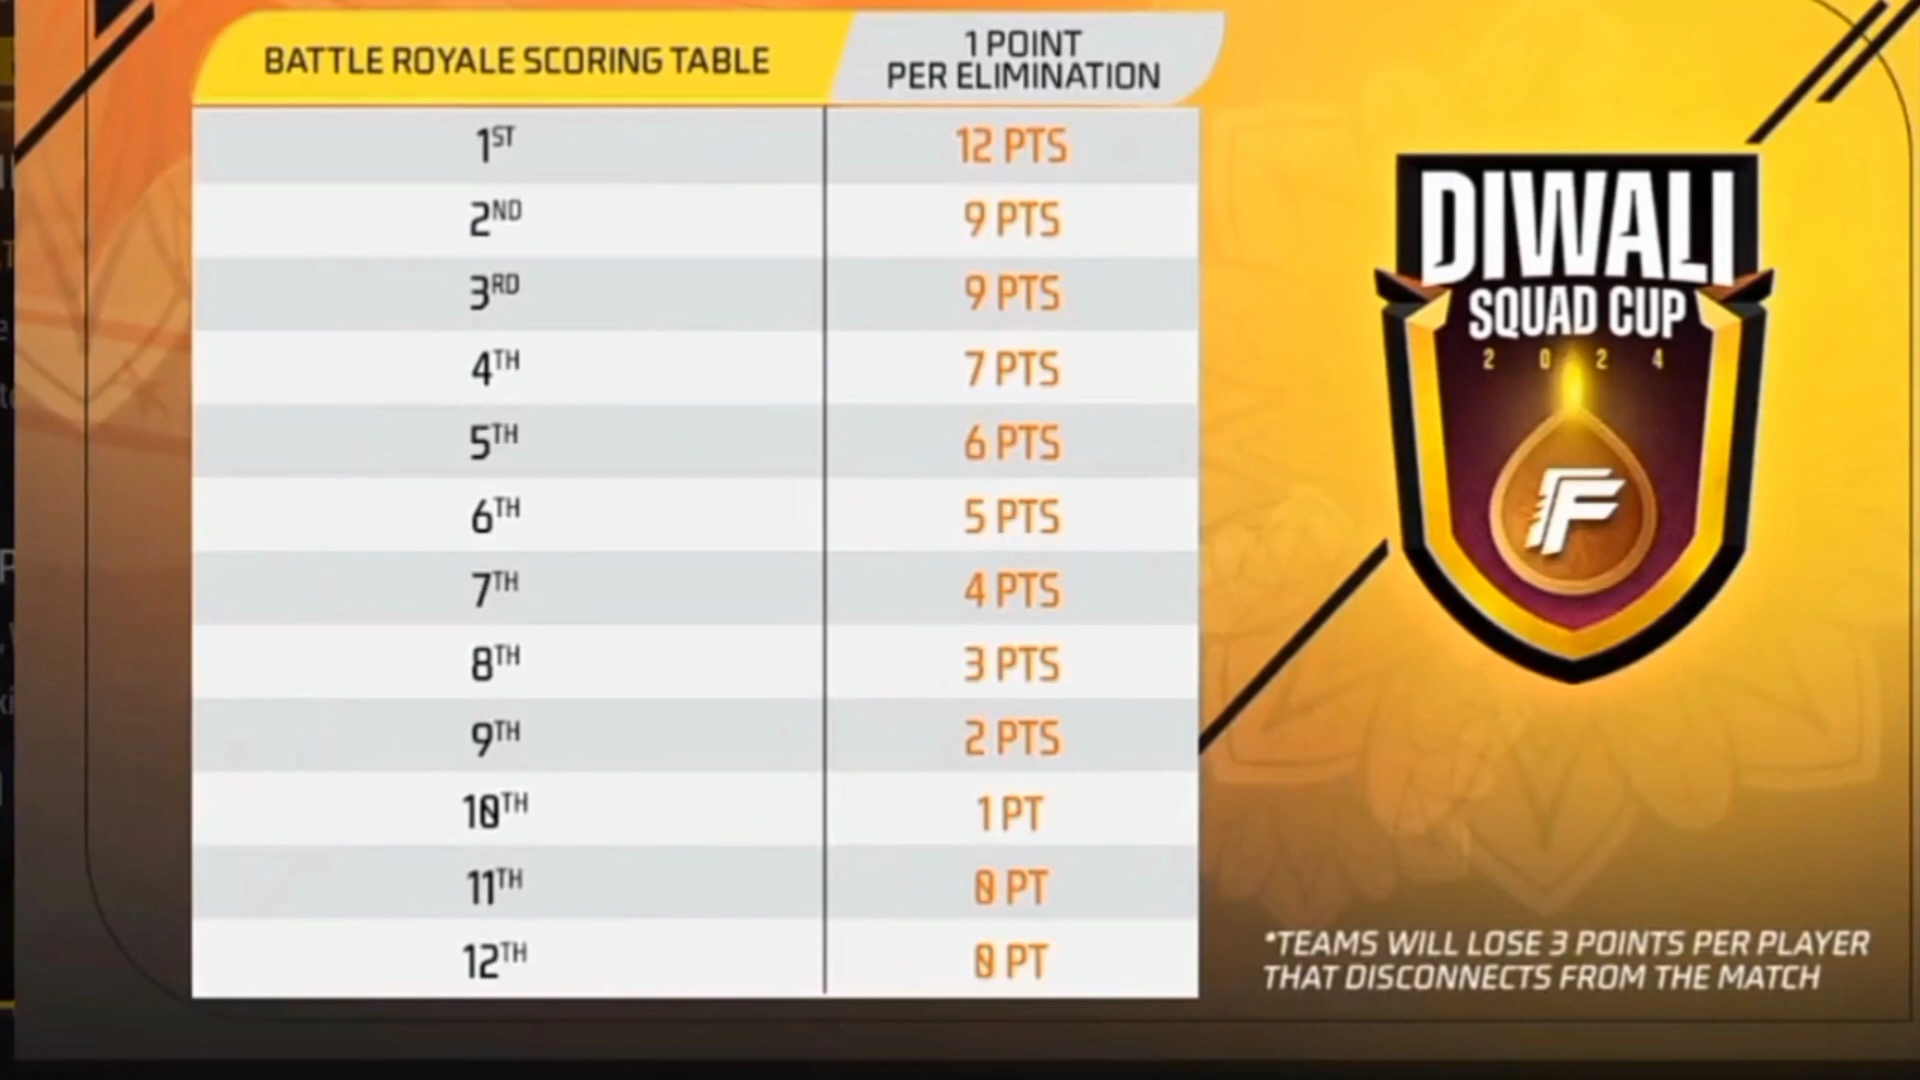 BATTLE ROYALE SCORING TABLE
1 POINT
PER ELIMINATION
1ST 12 PTS
2ND 9 PTS
3RD 9 PTS
4TH 7 PTS
5TH 6 PTS
6TH 5 PTS
7TH 4 PTS
8TH 3 PTS
9TH 2 PTS
10TH 1 PT
11TH 0 PT
12TH 0 PT
DIWALI
SQUAD CUP
2024
*TEAMS WILL LOSE 3 POINTS PER PLAYER
THAT DISCONNECTS FROM THE MATCH